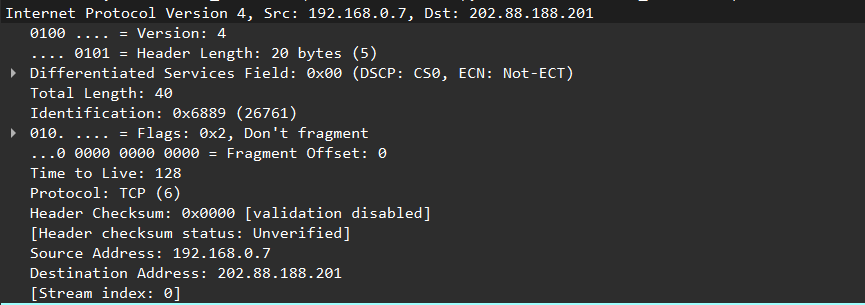 Internet Protocol Version 4, Src: 192.168.0.7, Dst: 202.88.188.201
0100 .... = Version: 4
.... 0101 = Header Length: 20 bytes (5)
Differentiated Services Field: 0x00 (DSCP: CS0, ECN: Not-ECT)
Total Length: 40
Identification: 0x6889 (26761)
010. .... = Flags: 0x2, Don't fragment
...0 0000 0000 0000 = Fragment Offset: 0
Time to Live: 128
Protocol: TCP (6)
Header Checksum: 0x0000 [validation disabled]
[Header checksum status: Unverified]
Source Address: 192.168.0.7
Destination Address: 202.88.188.201
[Stream index: 0]